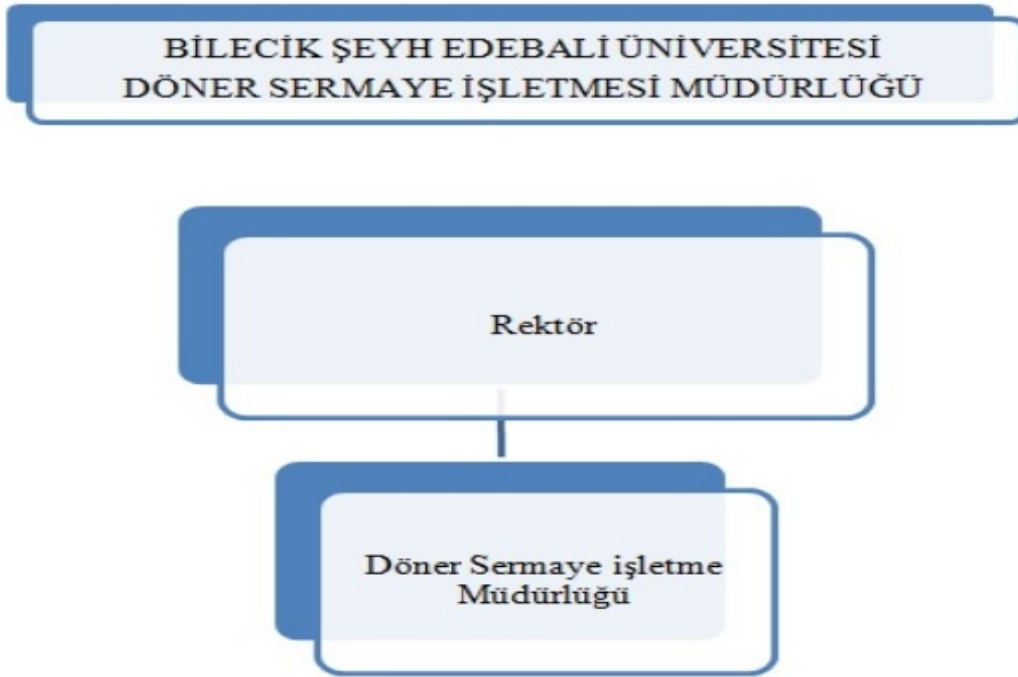 BİLECİK ŞEYH EDEBALİ ÜNİVERSİTESİ
DÖNER SERMAYE İŞLETMESİ MÜDÜRLÜĞÜ
Rektör
Döner Sermaye işletme
Müdürlüğü